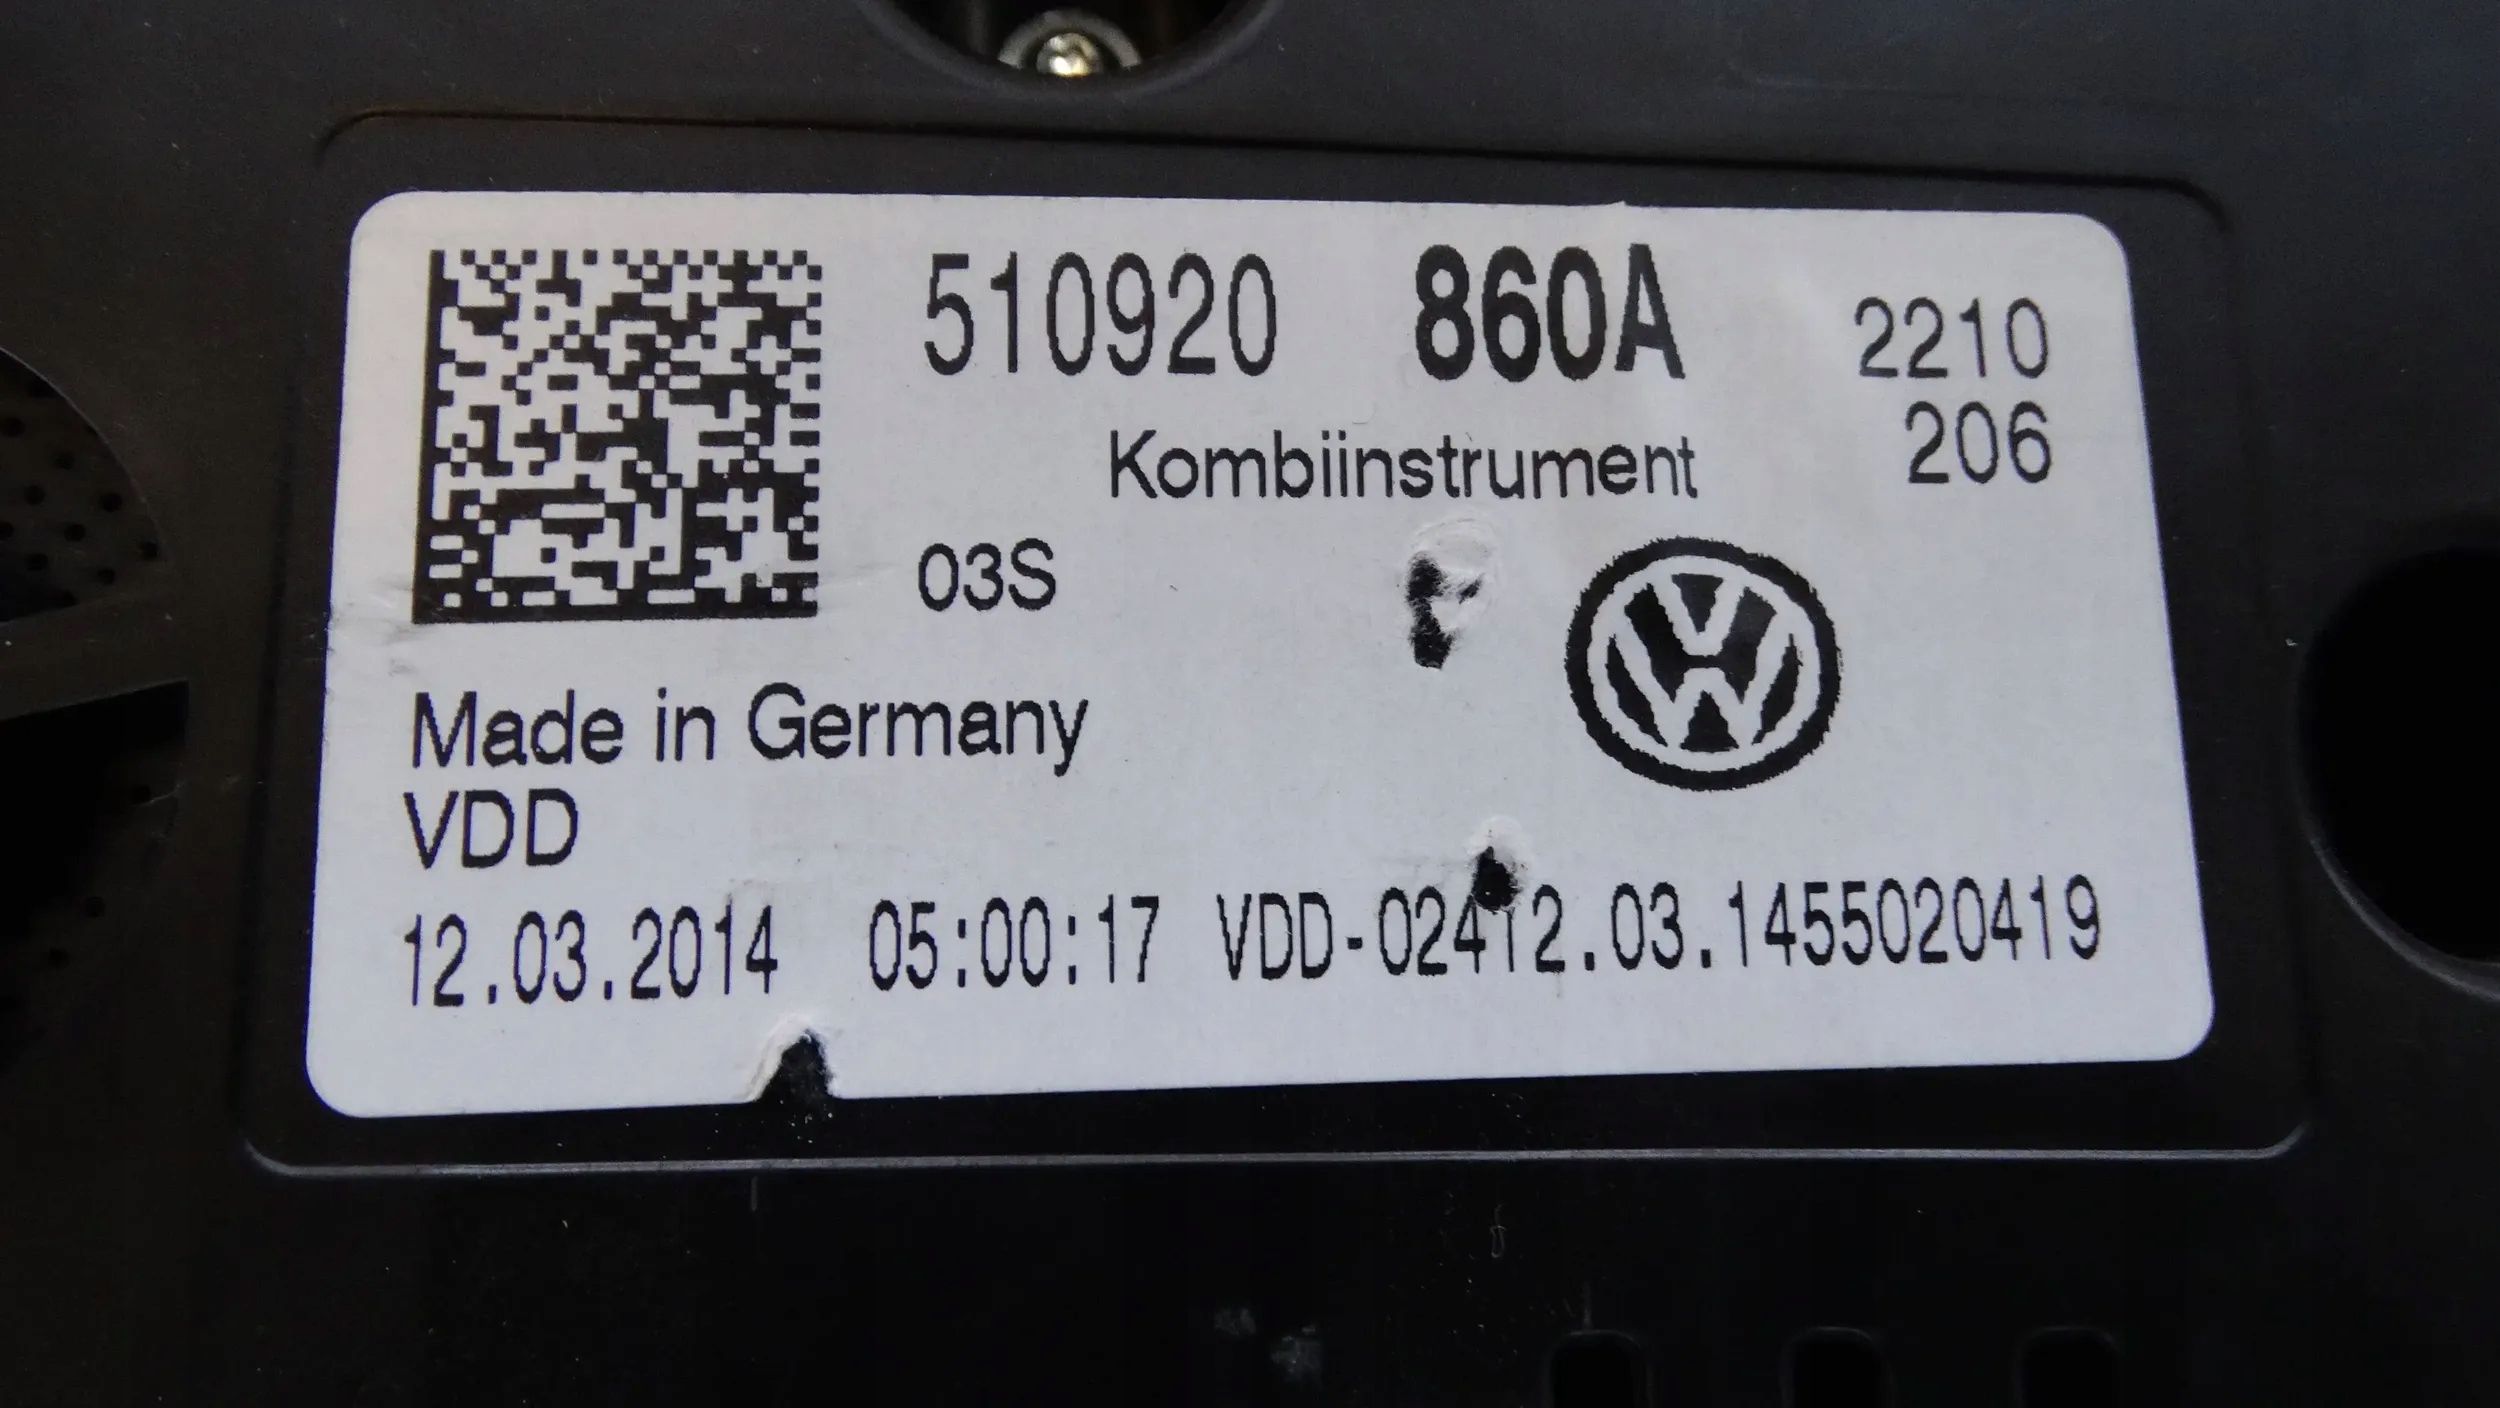 510920 860A 2210
206
Kombiinstrument
03S
Made in Germany
VDD
12.03.2014 05:00:17 VDD-02412.03.1455020419